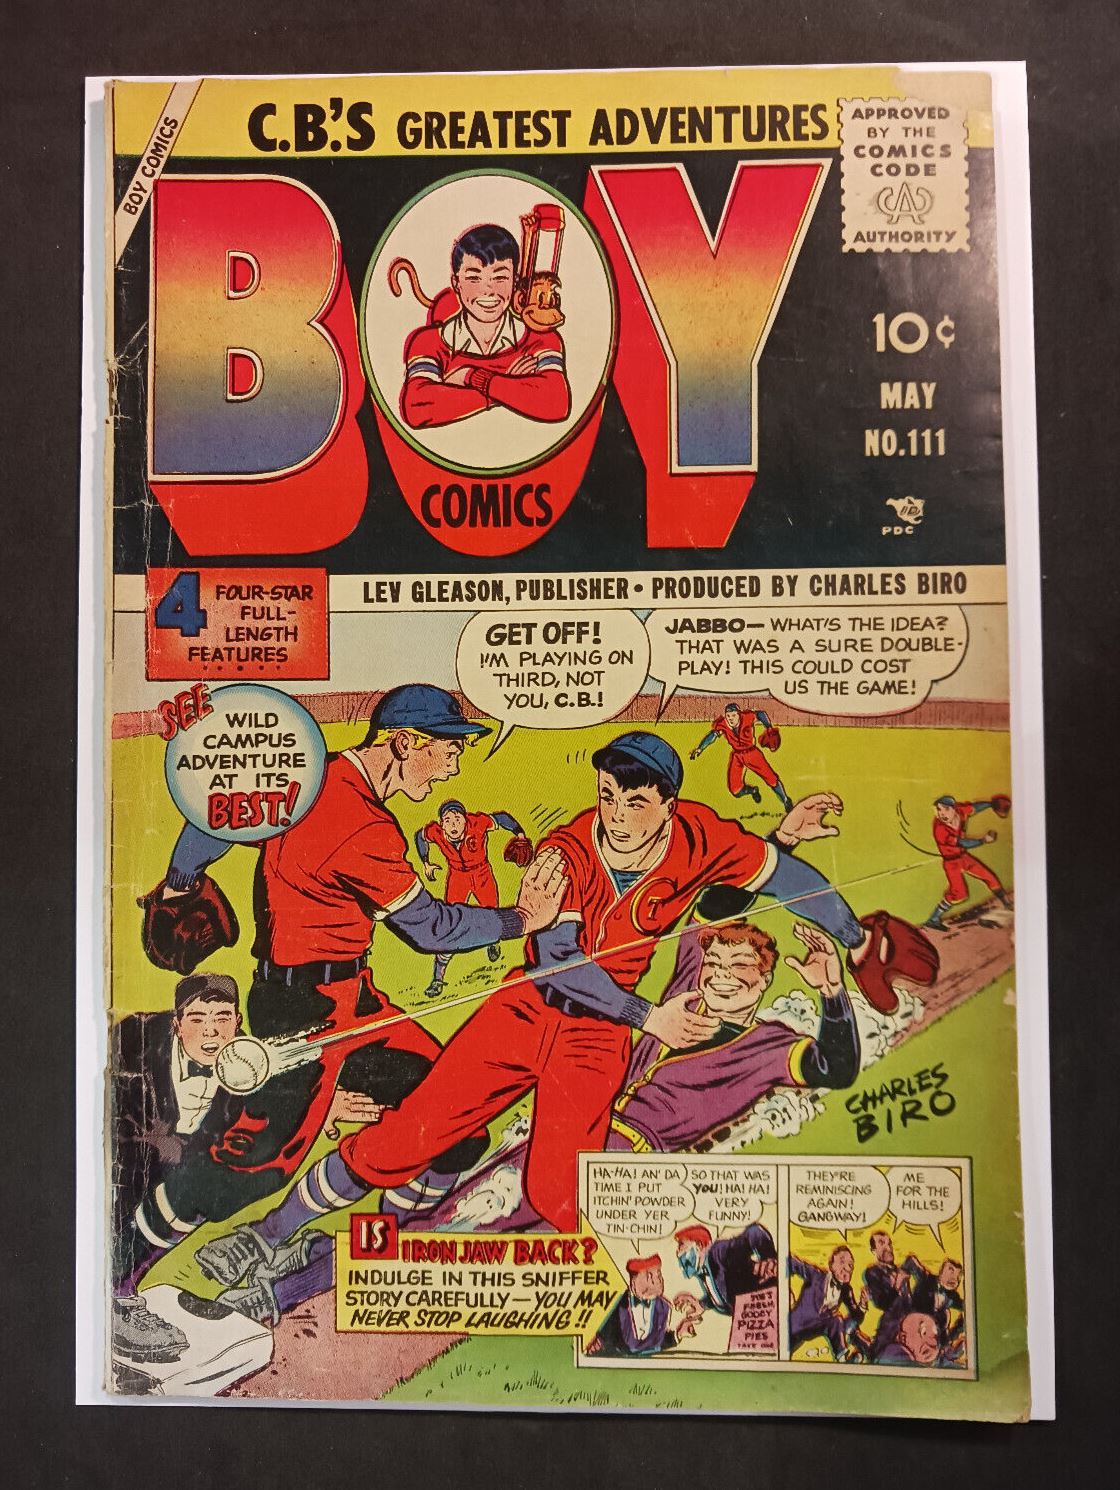 BOY COMICS
C.B.'S GREATEST ADVENTURES
APPROVED
BY THE
COMICS
CODE
CA
AUTHORITY
BOY
COMICS
10¢
MAY
NO.111
PDC
4 FOUR-STAR
FULL-
LENGTH
FEATURES.....
LEV GLEASON, PUBLISHER • PRODUCED BY CHARLES BIRO
GET OFF!
I'M PLAYING ON
THIRD, NOT
YOU, C.B.!
JABBO— WHAT'S THE IDEA?
THAT WAS A SURE DOUBLE-
PLAY! THIS COULD COST
US THE GAME!
SEE
WILD
CAMPUS
ADVENTURE
AT ITS
BEST!
C
CHARLES
BIRO
IS IRON JAW BACK?
INDULGE IN THIS SNIFFER
STORY CAREFULLY — YOU MAY
NEVER STOP LAUGHING!!
HA-HA! AN' DA
TIME I PUT
ITCHIN' POWDER
UNDER YER
TIN-CHIN!
SO THAT WAS
YOU! HA! HA!
VERY
FUNNY!
JOE'S
FRESH
GOOEY
PIZZA
PIES
TAKE ONE
THEY'RE
REMINISCING
AGAIN!
GANGWAY!
ME
FOR THE
HILLS!